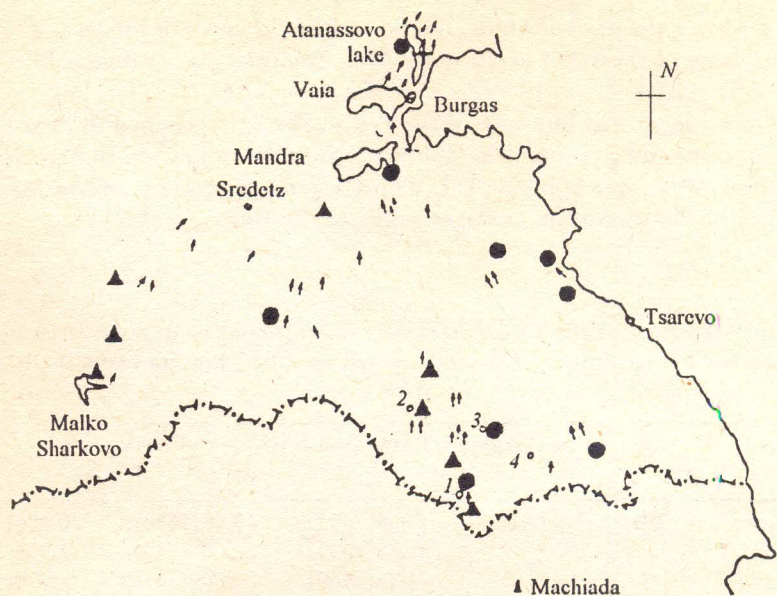 Atanassovo
lake
N
Vaia
Burgas
Mandra
Sredetz
Tsarevo
2
3
Malko
Sharkovo
4
1
Machiada